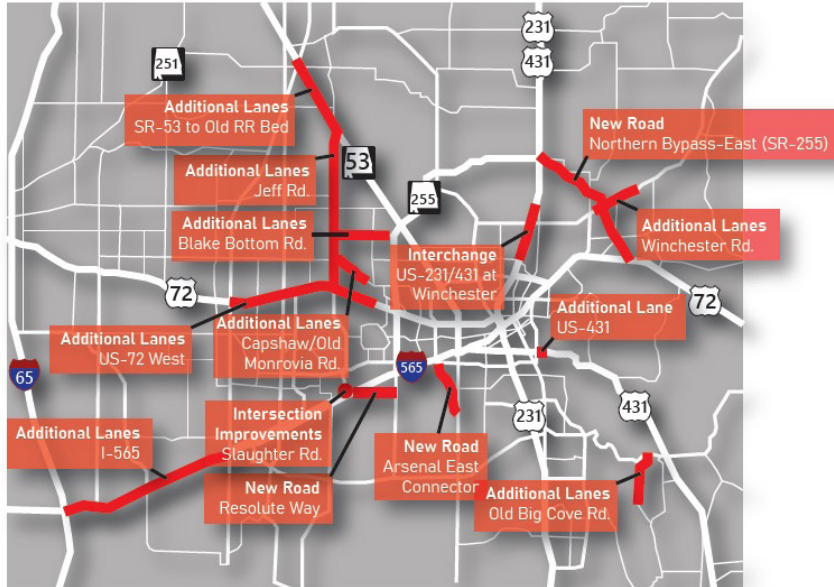 231
431
251
Additional Lanes
SR-53 to Old RR Bed
New Road
Northern Bypass-East (SR-255)
53
Additional Lanes
Jeff Rd.
255
Additional Lanes
Blake Bottom Rd.
Additional Lanes
Winchester Rd.
Interchange
US-231/431 at
Winchester
72
72
Additional Lane
US-431
Additional Lanes
US-72 West
Additional Lanes
Capshaw/Old
Monrovia Rd.
565
65
231
431
Additional Lanes
I-565
Intersection
Improvements
Slaughter Rd.
New Road
Arsenal East
Connector
New Road
Resolute Way
Additional Lanes
Old Big Cove Rd.